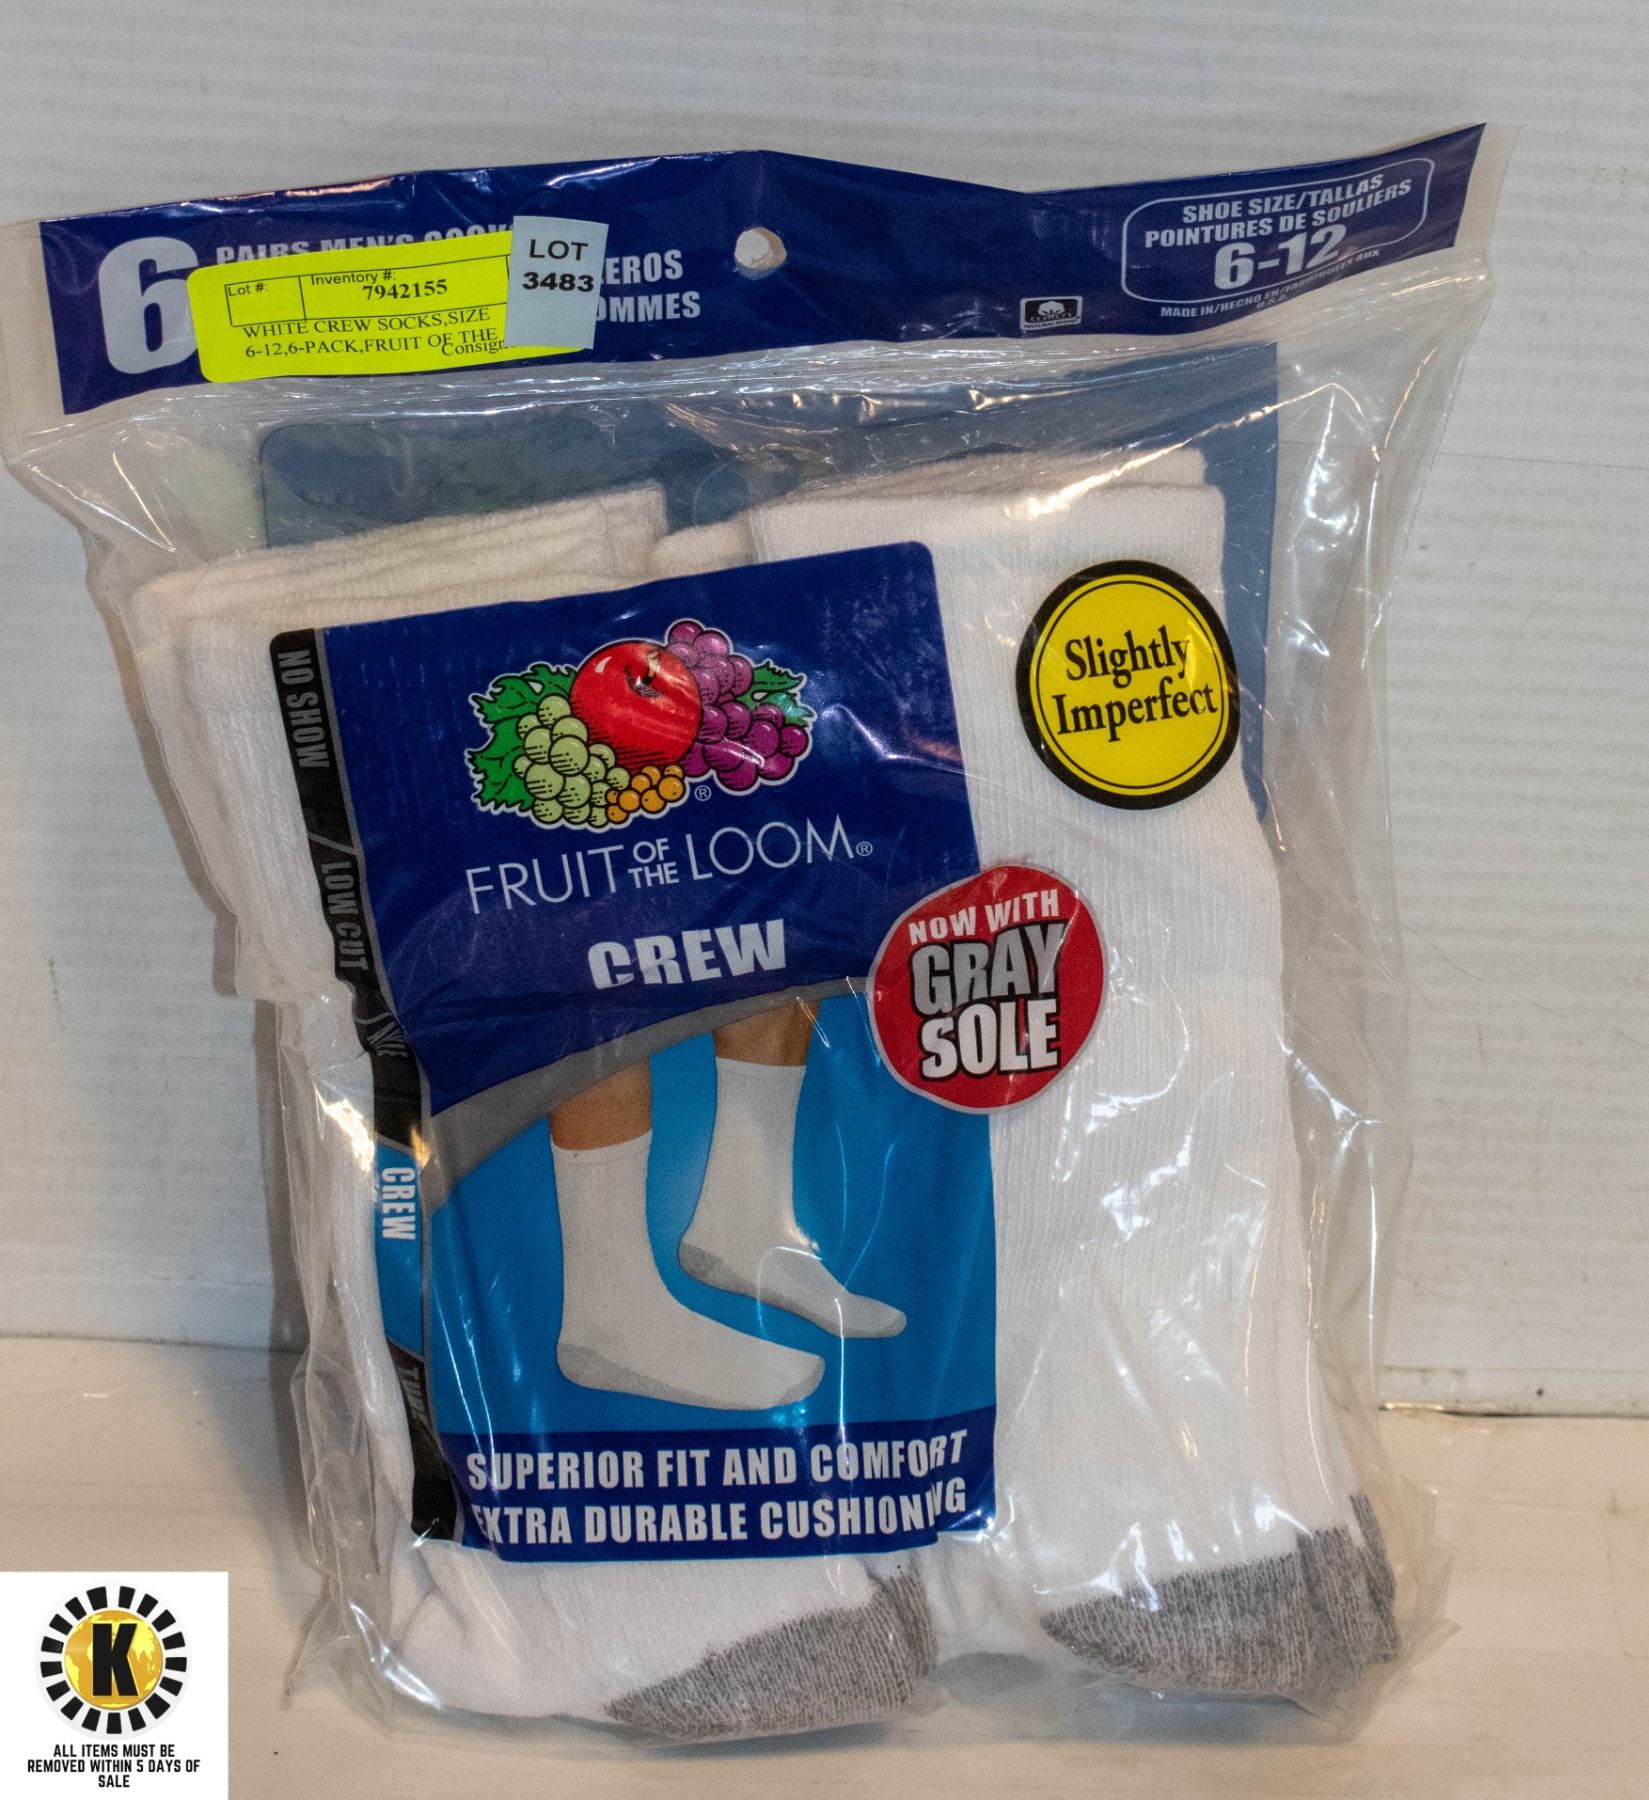 6
PAIRS MEN'S
EROS
OMMES
Lot #:
Inventory #:
7942155
WHITE CREW SOCKS,SIZE
6-12,6-PACK,FRUIT OF THE
LOT
3483
SHOE SIZE/TALLAS
POINTURES DE SOULIERS
6-12
MADE IN/HECHO EN/FABRIQUÉES AUX
U.S.A.
NO SHOW
LOW CUT
CREW
Slightly
Imperfect
FRUIT OF THE LOOM®
CREW
NOW WITH
GRAY
SOLE
SUPERIOR FIT AND COMFORT
EXTRA DURABLE CUSHIONING
K
ALL ITEMS MUST BE
REMOVED WITHIN 5 DAYS OF
SALE